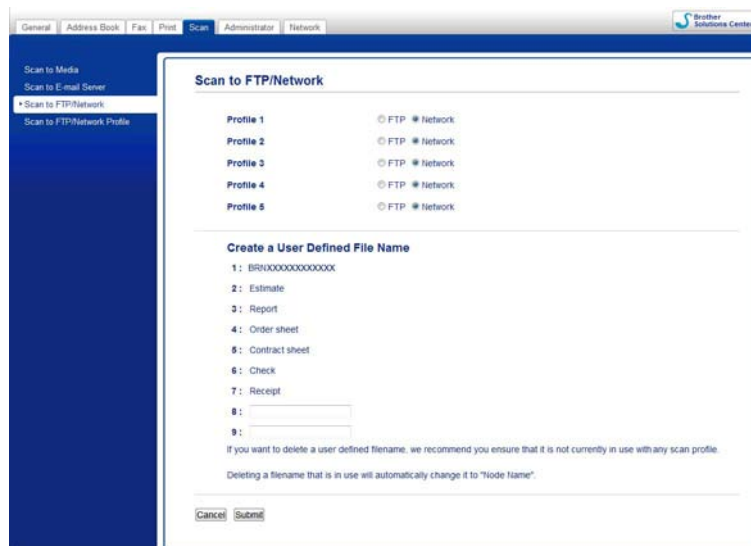 General Address Book Fax Print Scan Administrator Network
Brother
Solutions Center
Scan to Media
Scan to E-mail Server
Scan to FTP/Network
Scan to FTP/Network Profile
Scan to FTP/Network
Profile 1 FTP Network
Profile 2 FTP Network
Profile 3 FTP Network
Profile 4 FTP Network
Profile 5 FTP Network
Create a User Defined File Name
1 : BRNXXXXXXXXXXXX
2 : Estimate
3 : Report
4 : Order sheet
5 : Contract sheet
6 : Check
7 : Receipt
8 :
9 :
If you want to delete a user defined filename, we recommend you ensure that it is not currently in use with any scan profile.
Deleting a filename that is in use will automatically change it to "Node Name".
Cancel Submit